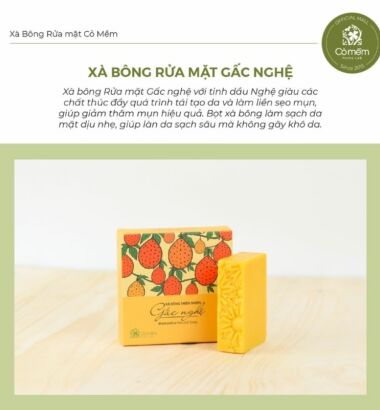 Xà Bông Rửa mặt Cỏ Mềm
OFFICIAL MALL
Cỏ mềm
Since 2015
XÀ BÔNG RỬA MẶT GẤC NGHỆ
Xà bông Rửa mặt Gấc nghệ với tinh dầu Nghệ giàu các
chất thúc đẩy quá trình tái tạo da và làm liền sẹo mụn,
giúp giảm thâm mụn hiệu quả. Bọt xà bông làm sạch da
mặt dịu nhẹ, giúp làn da sạch sâu mà không gây khô da.
XÀ BÔNG THIÊN NHIÊN
Gấc nghệ
Cỏ mềm